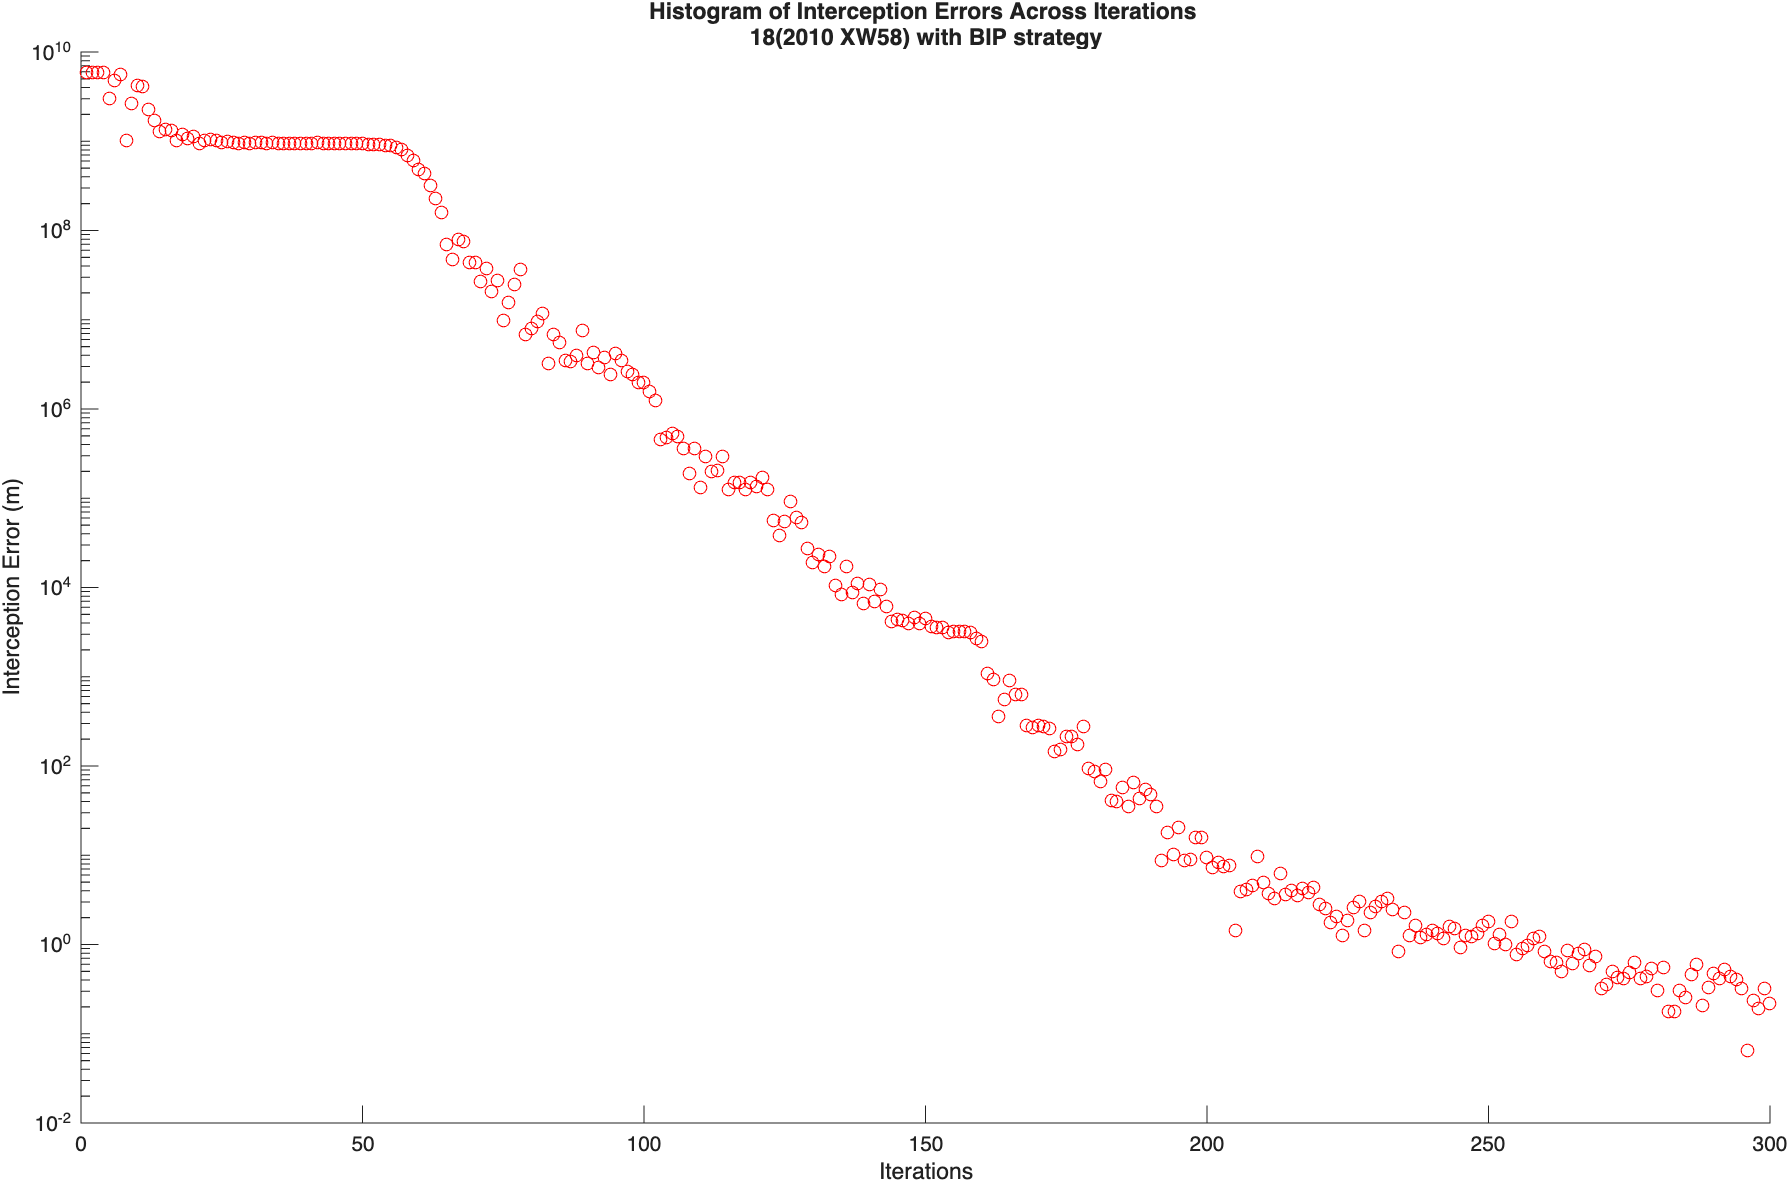 Histogram of Interception Errors Across Iterations
18(2010 XW58) with BIP strategy
10^10
10^8
10^6
10^4
10^2
10^0
10^-2
Interception Error (m)
0 50 100 150 200 250 300
Iterations